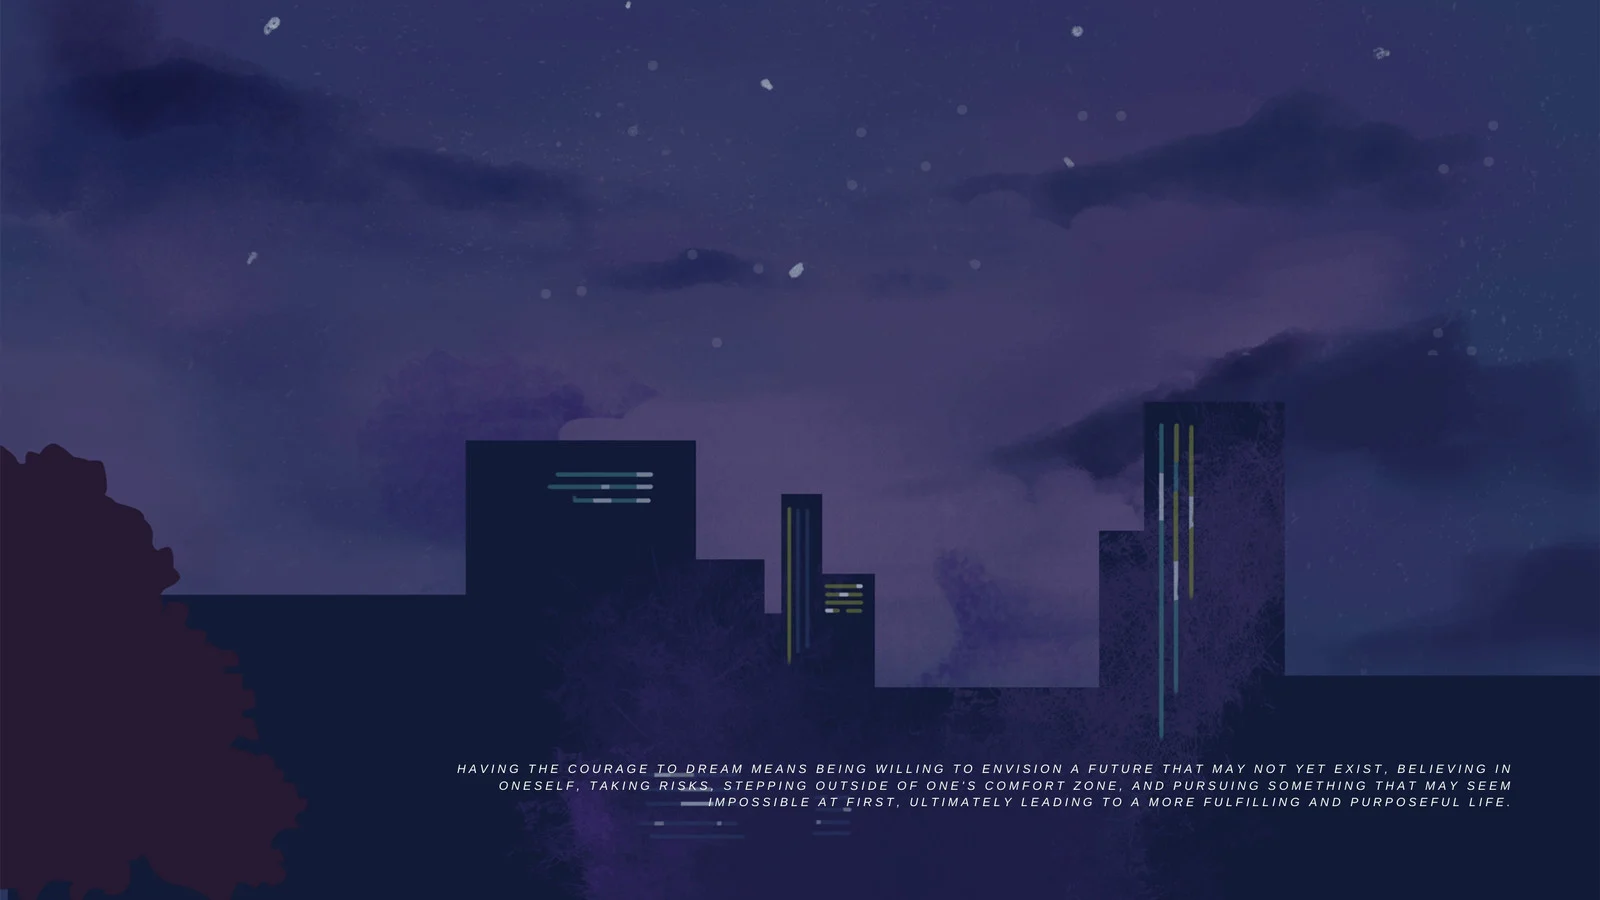 HAVING THE COURAGE TO DREAM MEANS BEING WILLING TO ENVISION A FUTURE THAT MAY NOT YET EXIST, BELIEVING IN
ONESELF, TAKING RISKS, STEPPING OUTSIDE OF ONE'S COMFORT ZONE, AND PURSUING SOMETHING THAT MAY SEEM
IMPOSSIBLE AT FIRST, ULTIMATELY LEADING TO A MORE FULFILLING AND PURPOSEFUL LIFE.